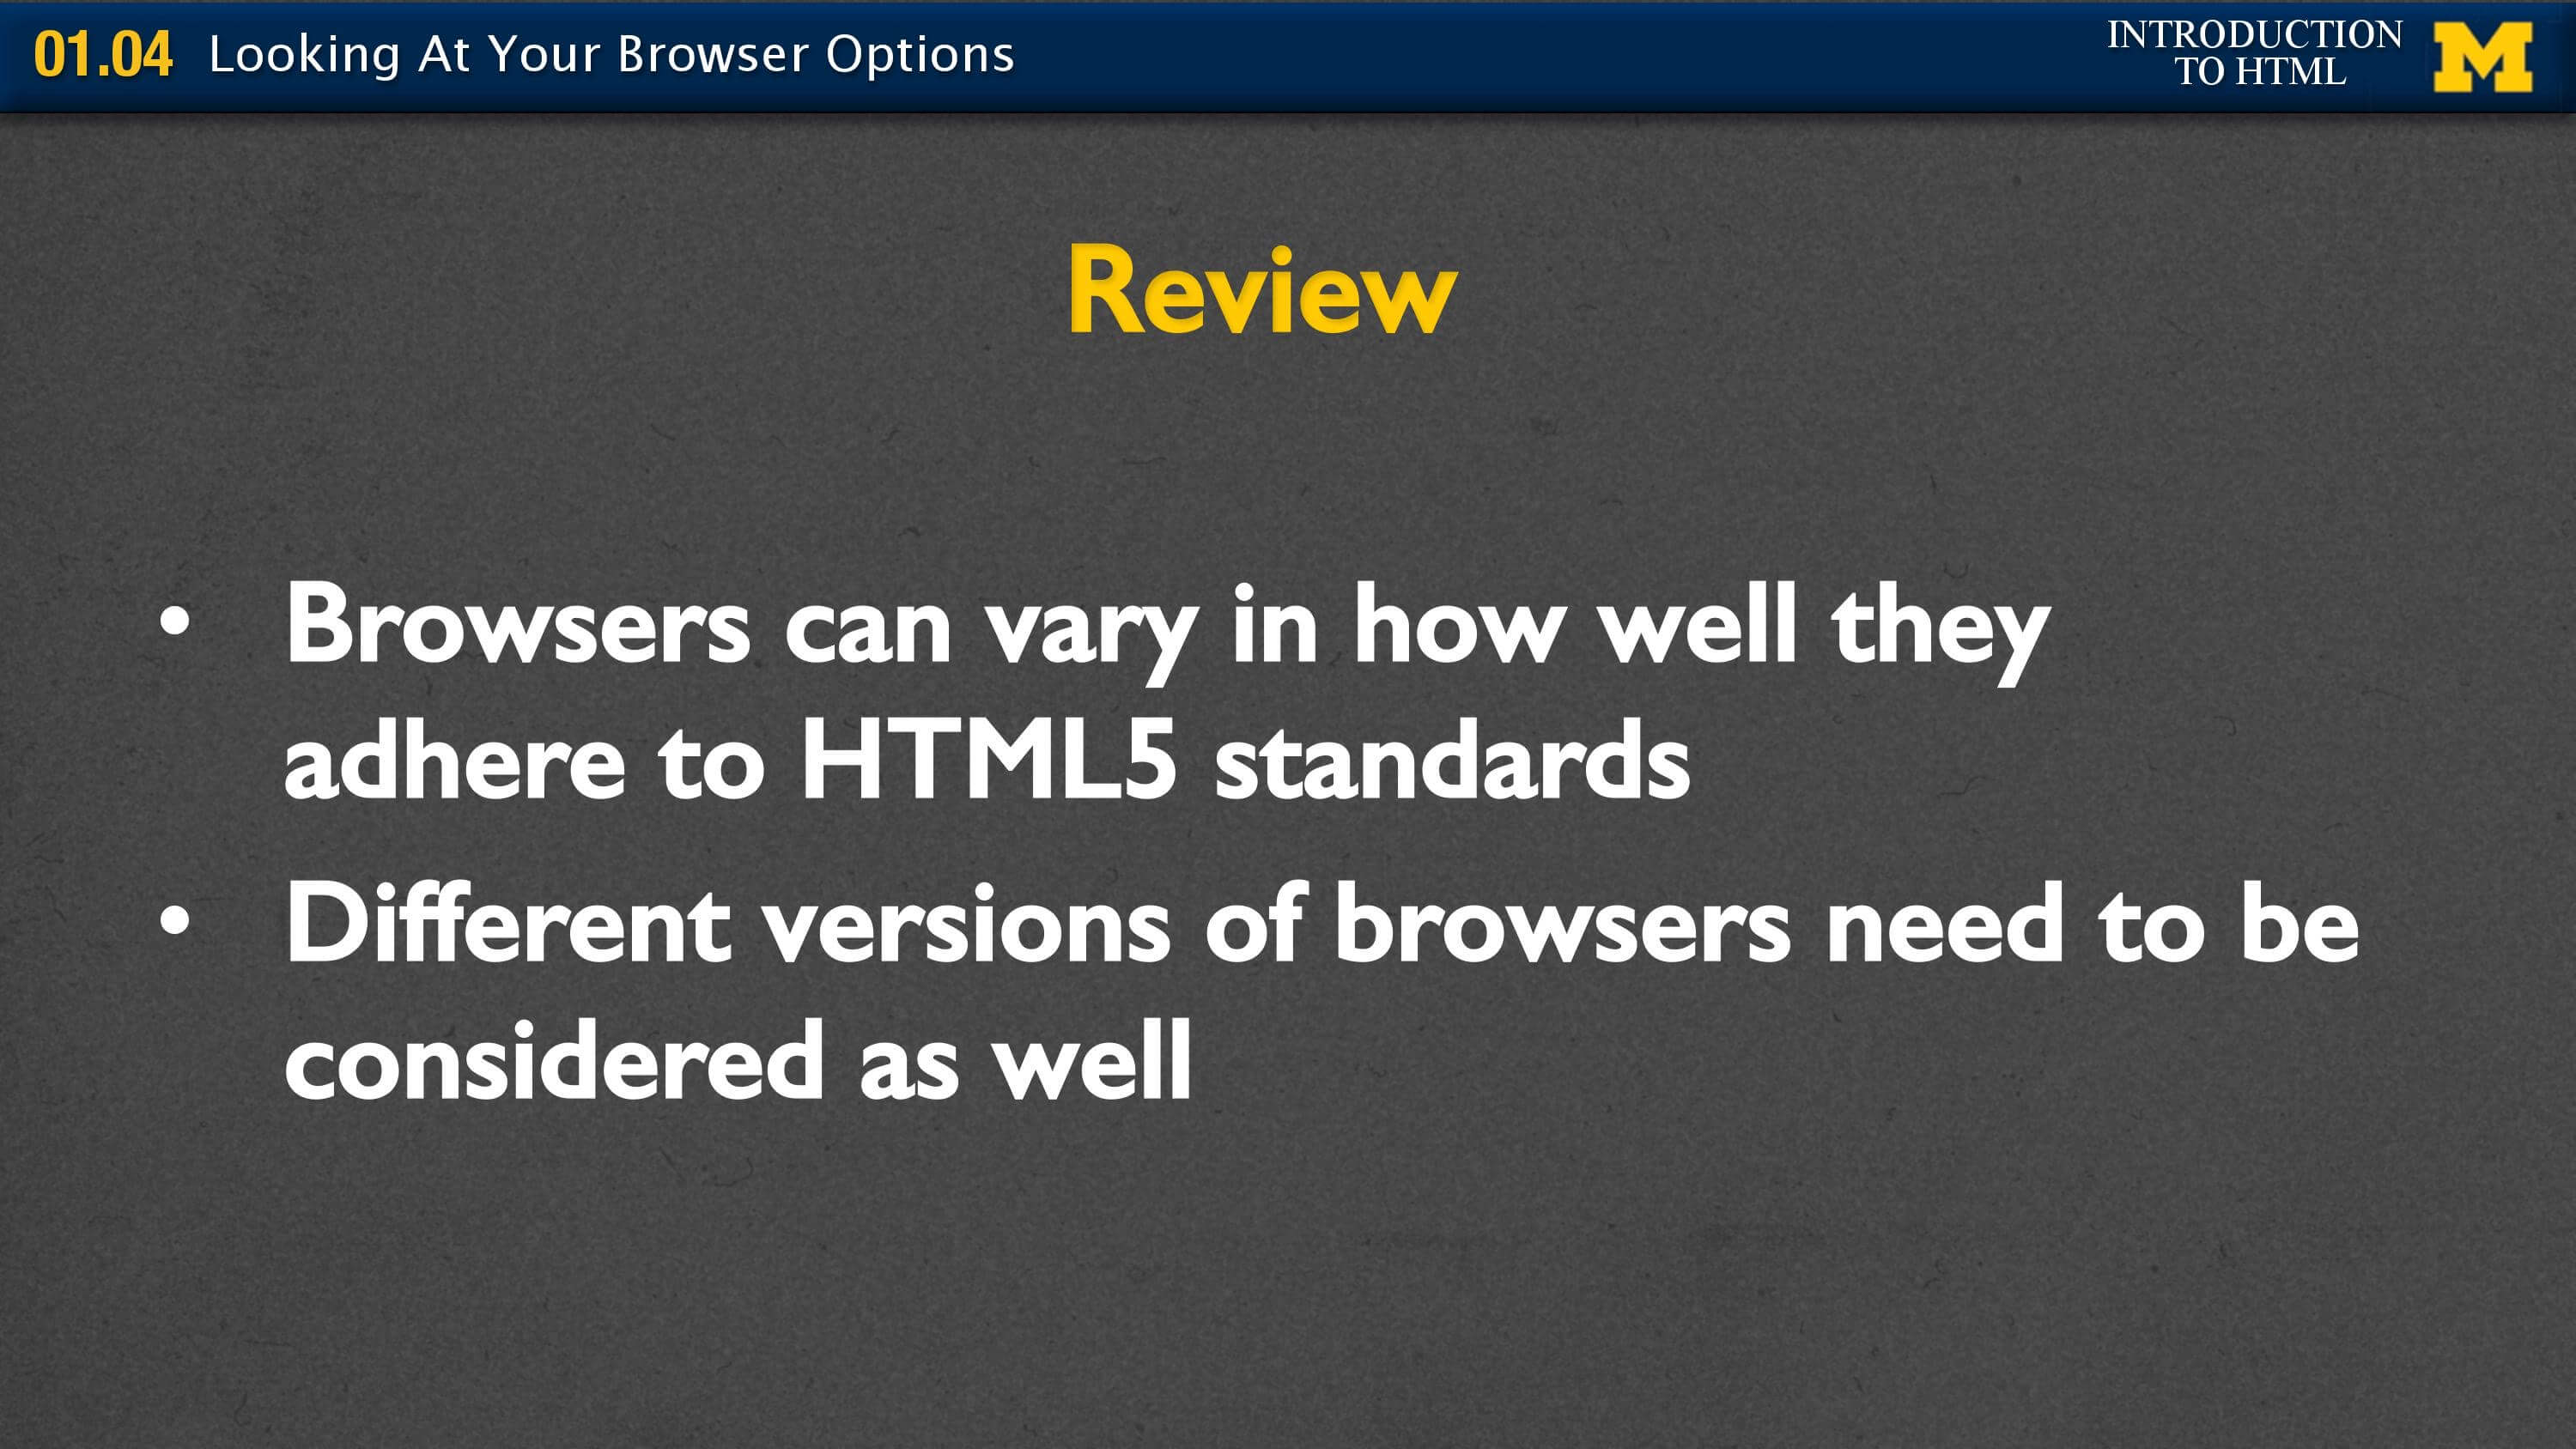 01.04 Looking At Your Browser Options
INTRODUCTION
TO HTML
M
Review
• Browsers can vary in how well they
adhere to HTML5 standards
• Different versions of browsers need to be
considered as well